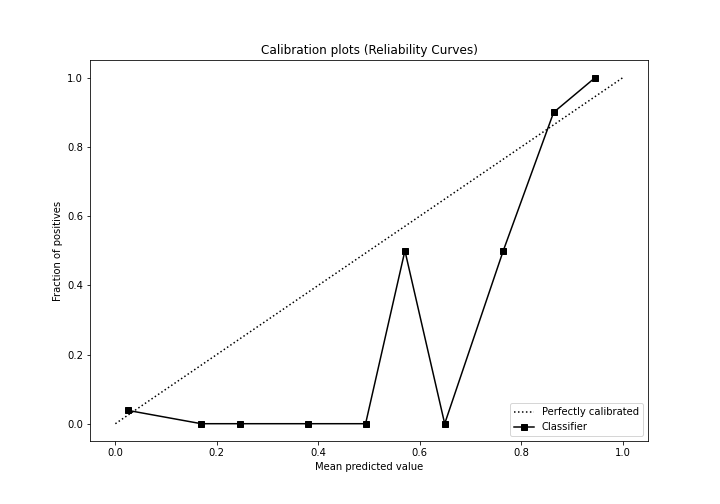 Calibration plots (Reliability Curves)
1.0
0.8
0.6
0.4
0.2
0.0
Fraction of positives
0.0 0.2 0.4 0.6 0.8 1.0
Mean predicted value
Perfectly calibrated
Classifier